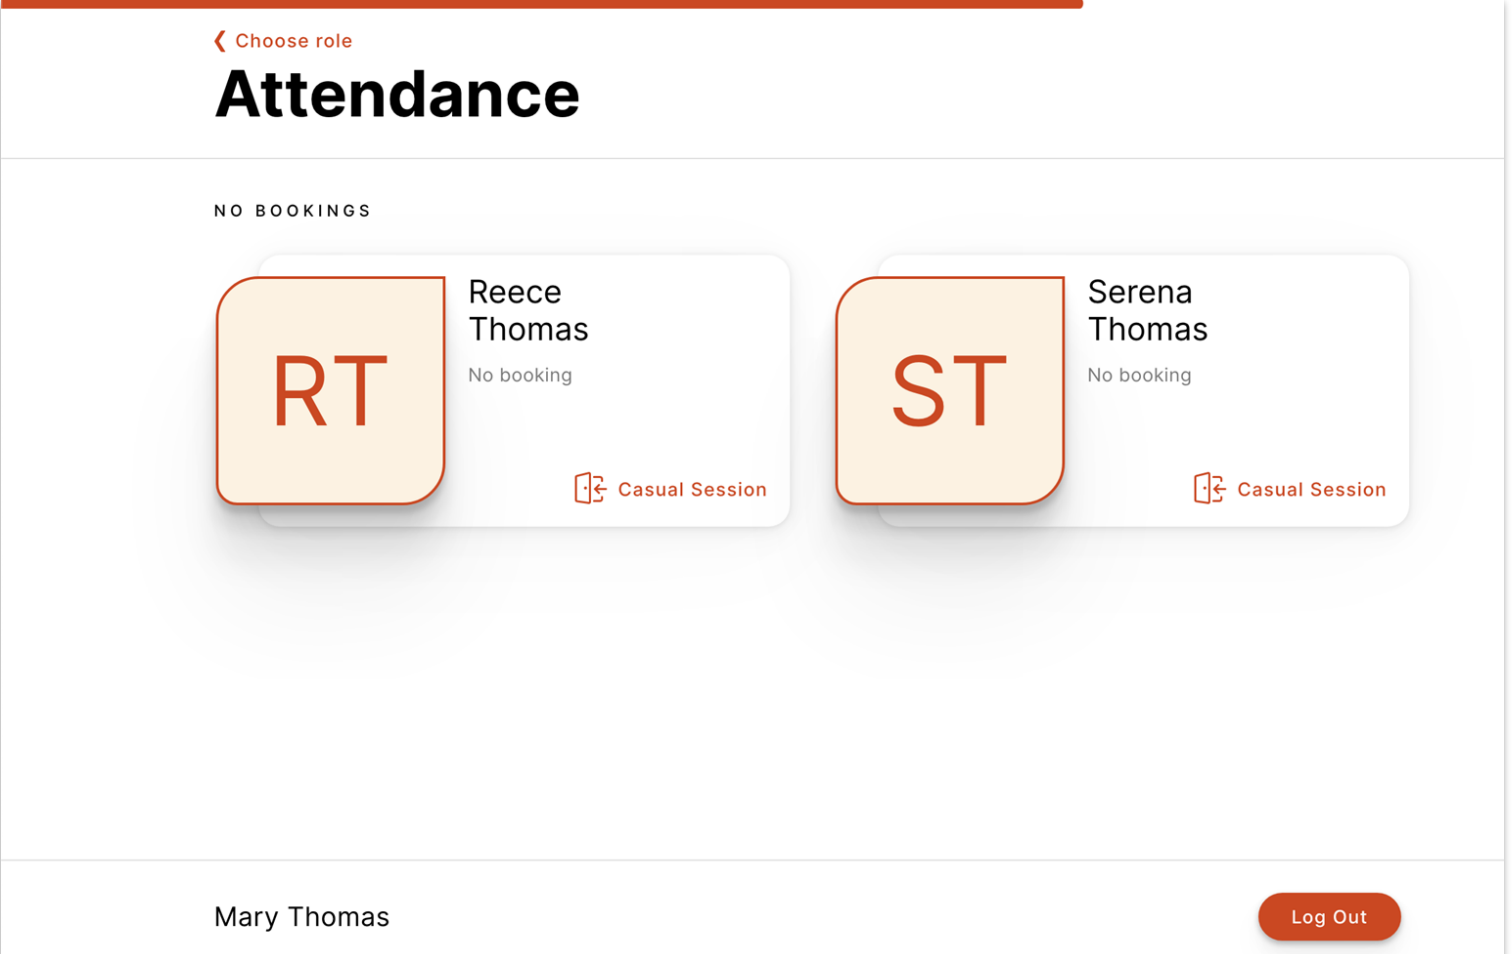 ❮ Choose role
Attendance
NO BOOKINGS
RT
Reece
Thomas
No booking
Casual Session
ST
Serena
Thomas
No booking
Casual Session
Mary Thomas
Log Out